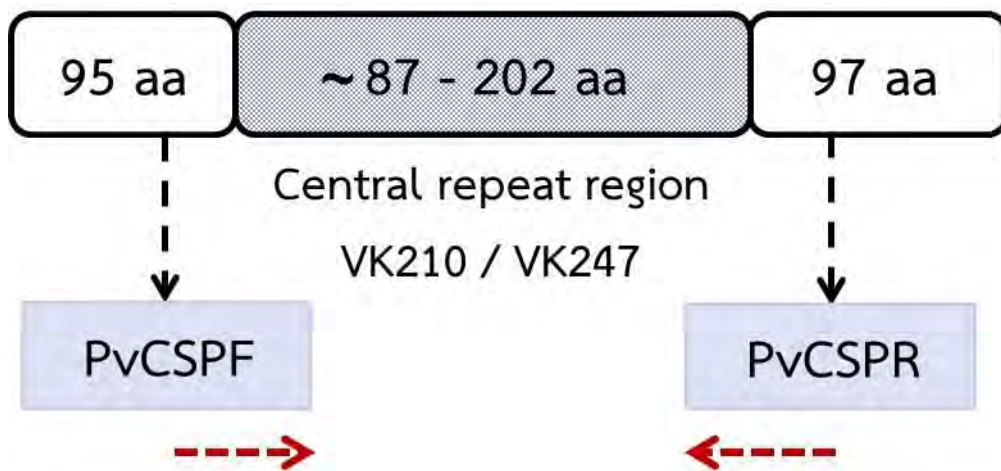 95 aa
~87 - 202 aa
97 aa
Central repeat region
VK210 / VK247
PvCSPF
PvCSPR